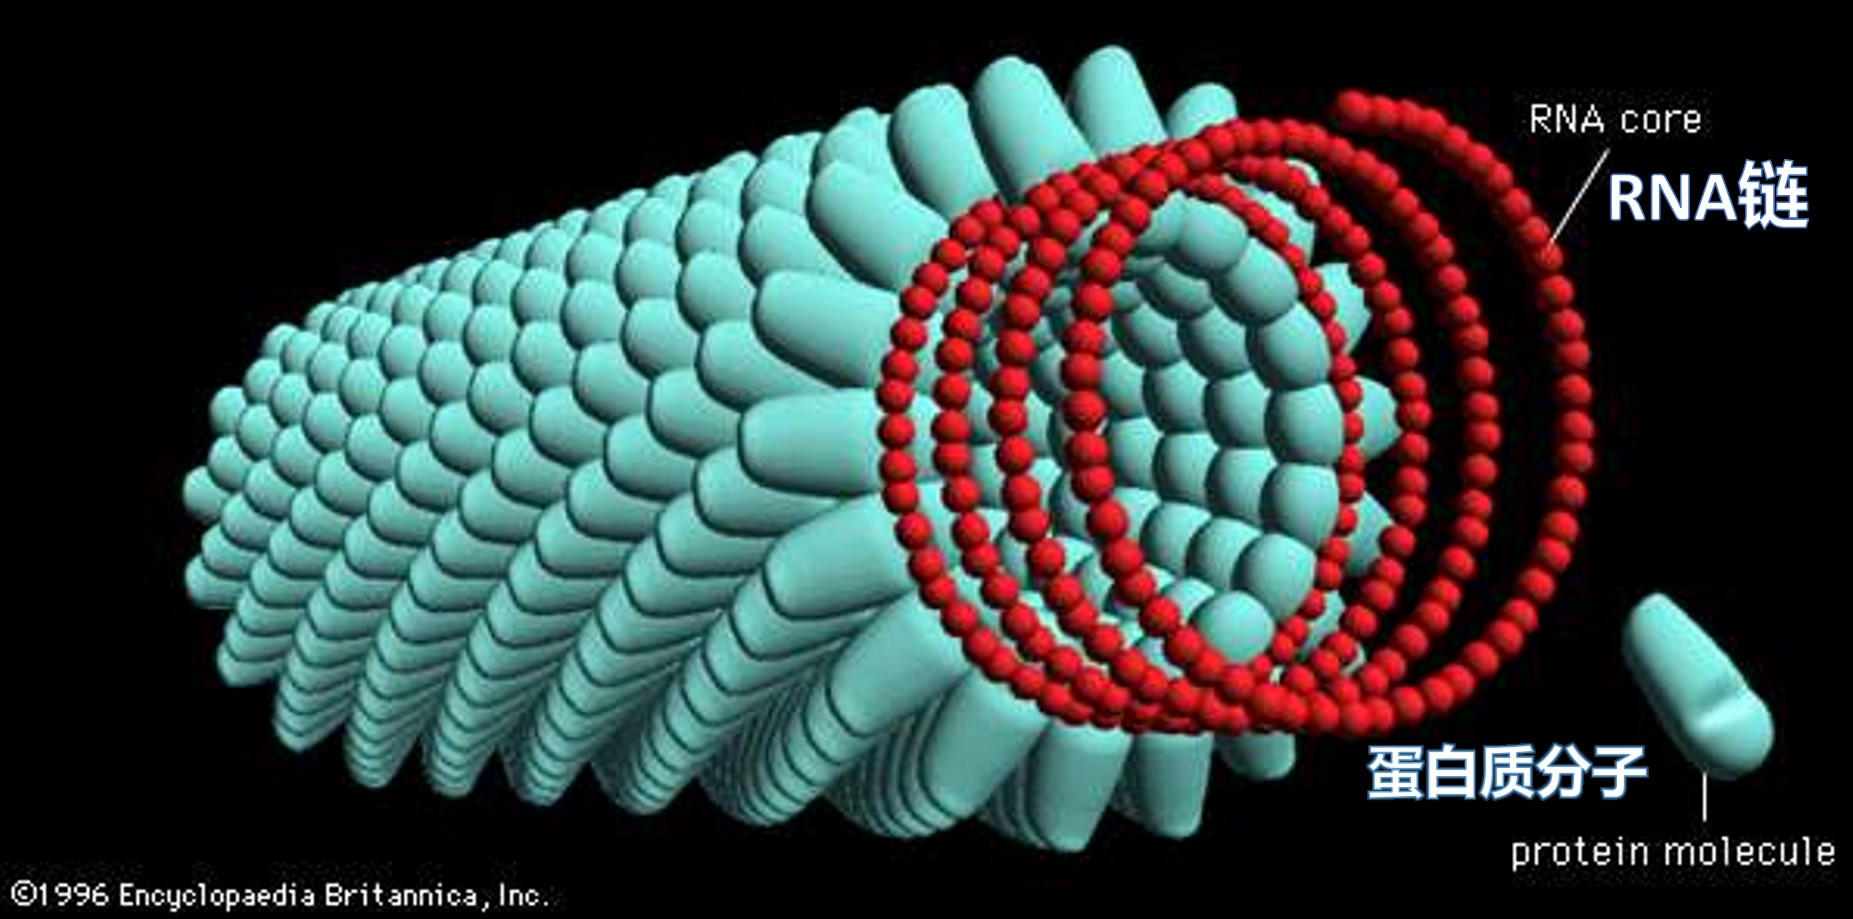 RNA core
RNA链
蛋白质分子
protein molecule
©1996 Encyclopaedia Britannica, Inc.